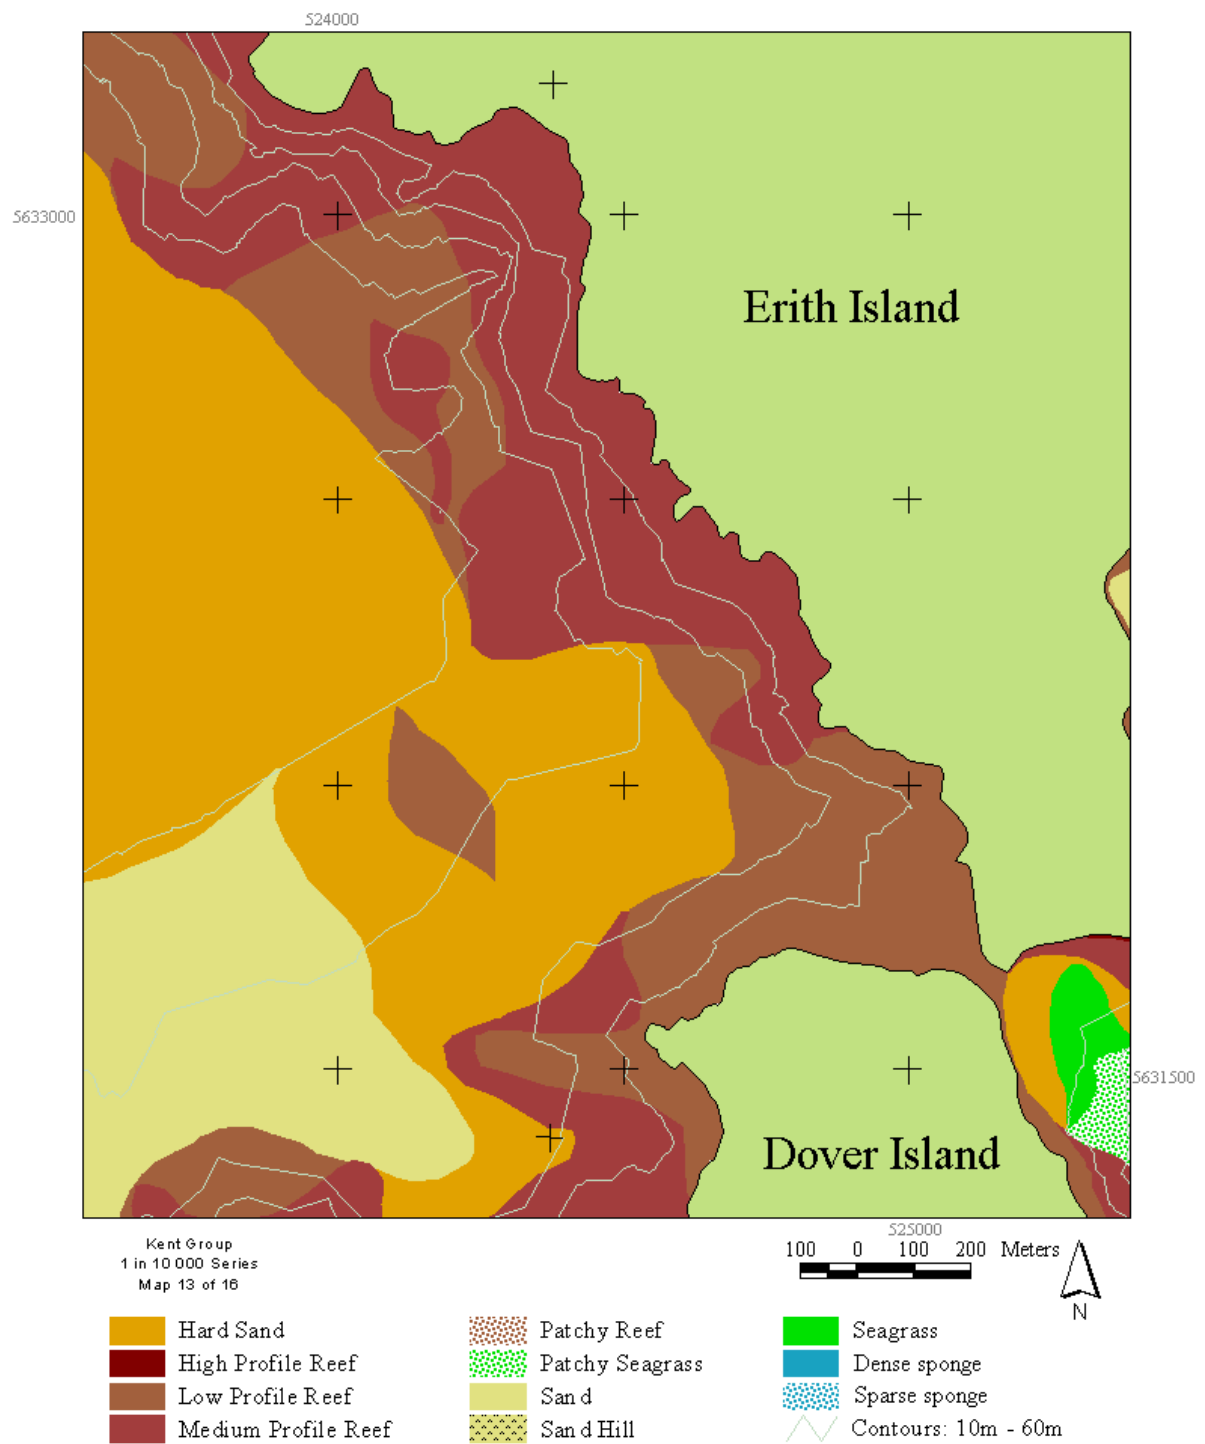 524000
5633000
Erith Island
5631500
Dover Island
525000
Kent Group
1 in 10 000 Series
Map 13 of 16
100 0 100 200 Meters
N
Hard Sand
High Profile Reef
Low Profile Reef
Medium Profile Reef
Patchy Reef
Patchy Seagrass
Sand
Sand Hill
Seagrass
Dense sponge
Sparse sponge
Contours: 10m - 60m